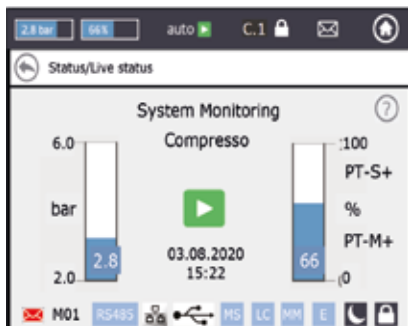 2.8 bar 66% auto C.1
Status/Live status
System Monitoring ?
Compresso
6.0 100
PT-S+
bar %
PT-M+
2.8 03.08.2020 66
2.0 15:22 0
M01 RS485 MS LC MM E